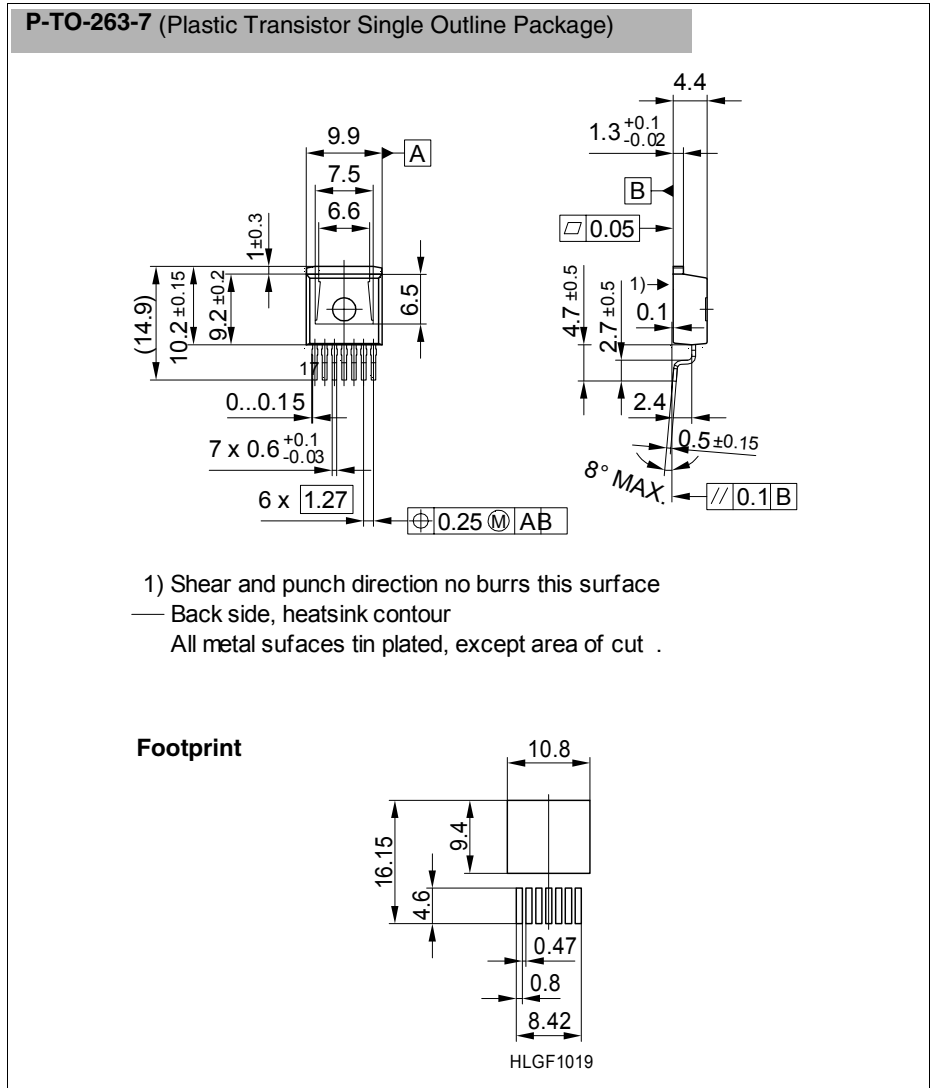 P-TO-263-7 (Plastic Transistor Single Outline Package)
4.4
1.3 +0.1 -0.02
B
0.05
9.9
A
7.5
6.6
1±0.3
(14.9)
10.2 ±0.15
9.2 ±0.2
6.5
17
0...0.15
7 x 0.6 +0.1 -0.03
6 x 1.27
0.25 Ⓜ AB
4.7 ±0.5
2.7 ±0.5
1)
0.1
2.4
0.5 ±0.15
8° MAX.
// 0.1 B
1) Shear and punch direction no burrs this surface
Back side, heatsink contour
All metal sufaces tin plated, except area of cut .
Footprint
10.8
16.15
9.4
4.6
0.47
0.8
8.42
HLGF1019